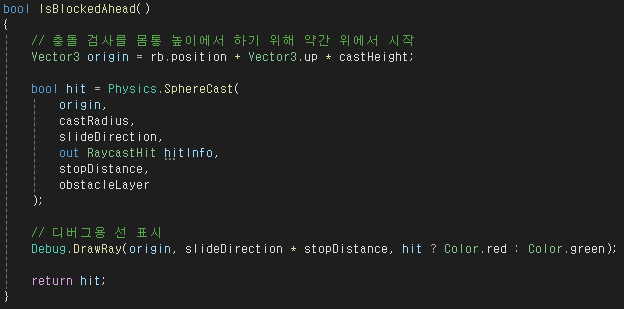 bool IsBlockedAhead()
{
// 충돌 검사를 몸통 높이에서 하기 위해 약간 위에서 시작
Vector3 origin = rb.position + Vector3.up * castHeight;
bool hit = Physics.SphereCast(
origin,
castRadius,
slideDirection,
out RaycastHit hitInfo,
stopDistance,
obstacleLayer
);
// 디버그용 선 표시
Debug.DrawRay(origin, slideDirection * stopDistance, hit ? Color.red : Color.green);
return hit;
}